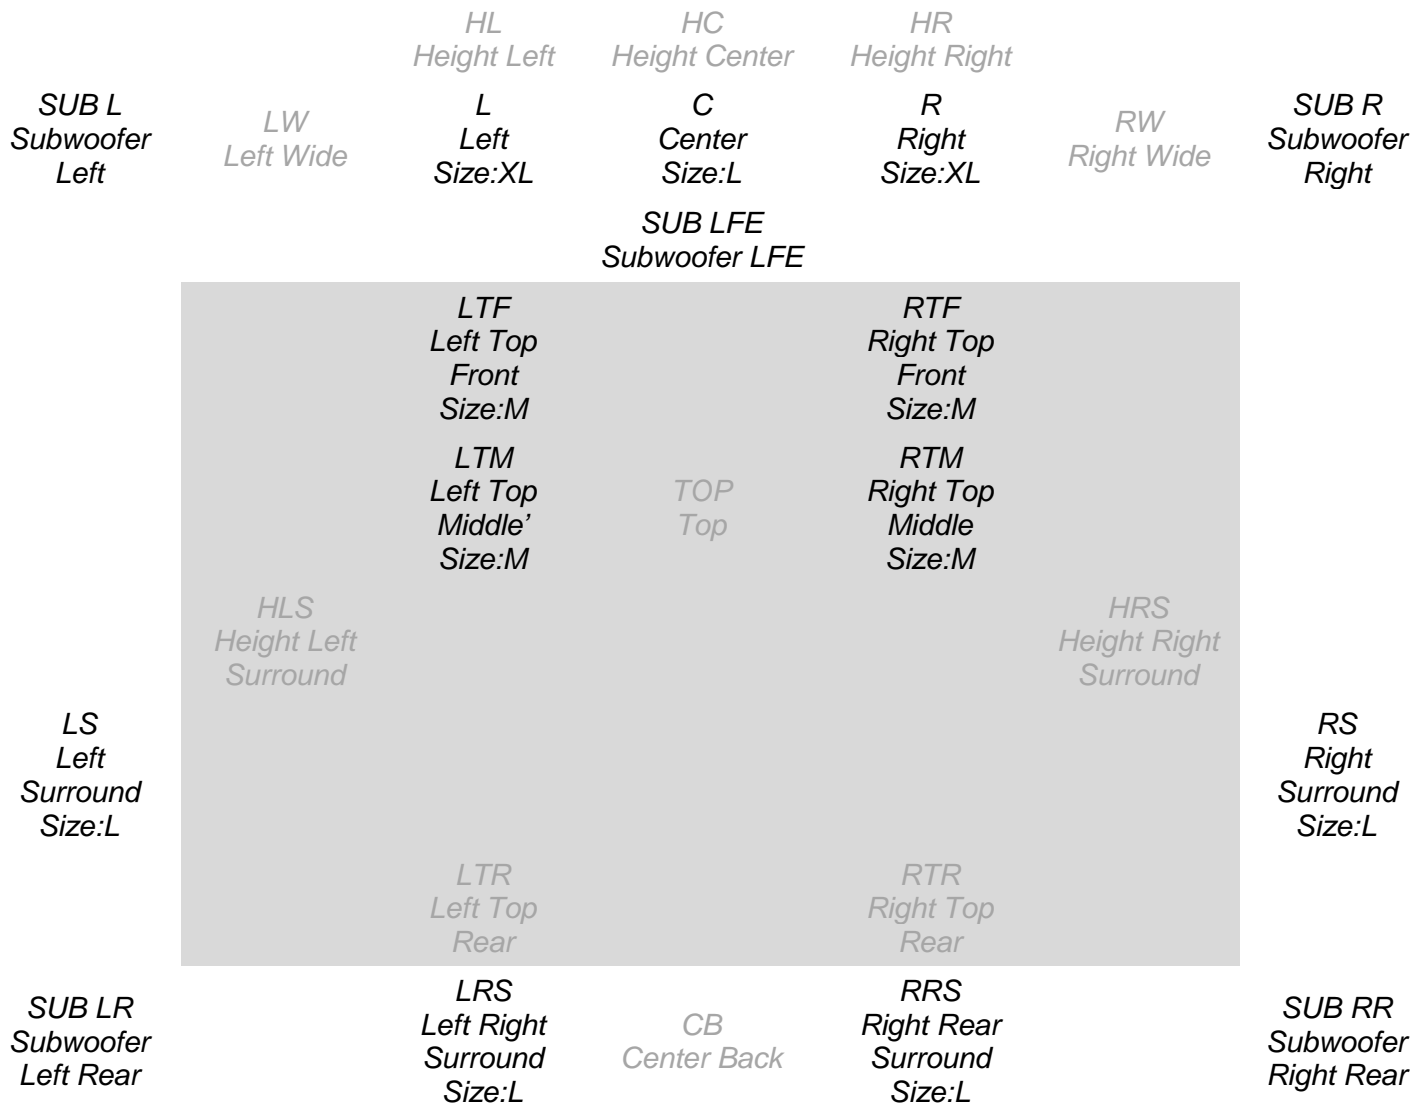 HL
Height Left
HC
Height Center
HR
Height Right
SUB L
Subwoofer
Left
LW
Left Wide
L
Left
Size:XL
C
Center
Size:L
R
Right
Size:XL
RW
Right Wide
SUB R
Subwoofer
Right
SUB LFE
Subwoofer LFE
LTF
Left Top
Front
Size:M
RTF
Right Top
Front
Size:M
LTM
Left Top
Middle’
Size:M
TOP
Top
RTM
Right Top
Middle
Size:M
HLS
Height Left
Surround
HRS
Height Right
Surround
LS
Left
Surround
Size:L
RS
Right
Surround
Size:L
LTR
Left Top
Rear
RTR
Right Top
Rear
SUB LR
Subwoofer
Left Rear
LRS
Left Right
Surround
Size:L
CB
Center Back
RRS
Right Rear
Surround
Size:L
SUB RR
Subwoofer
Right Rear